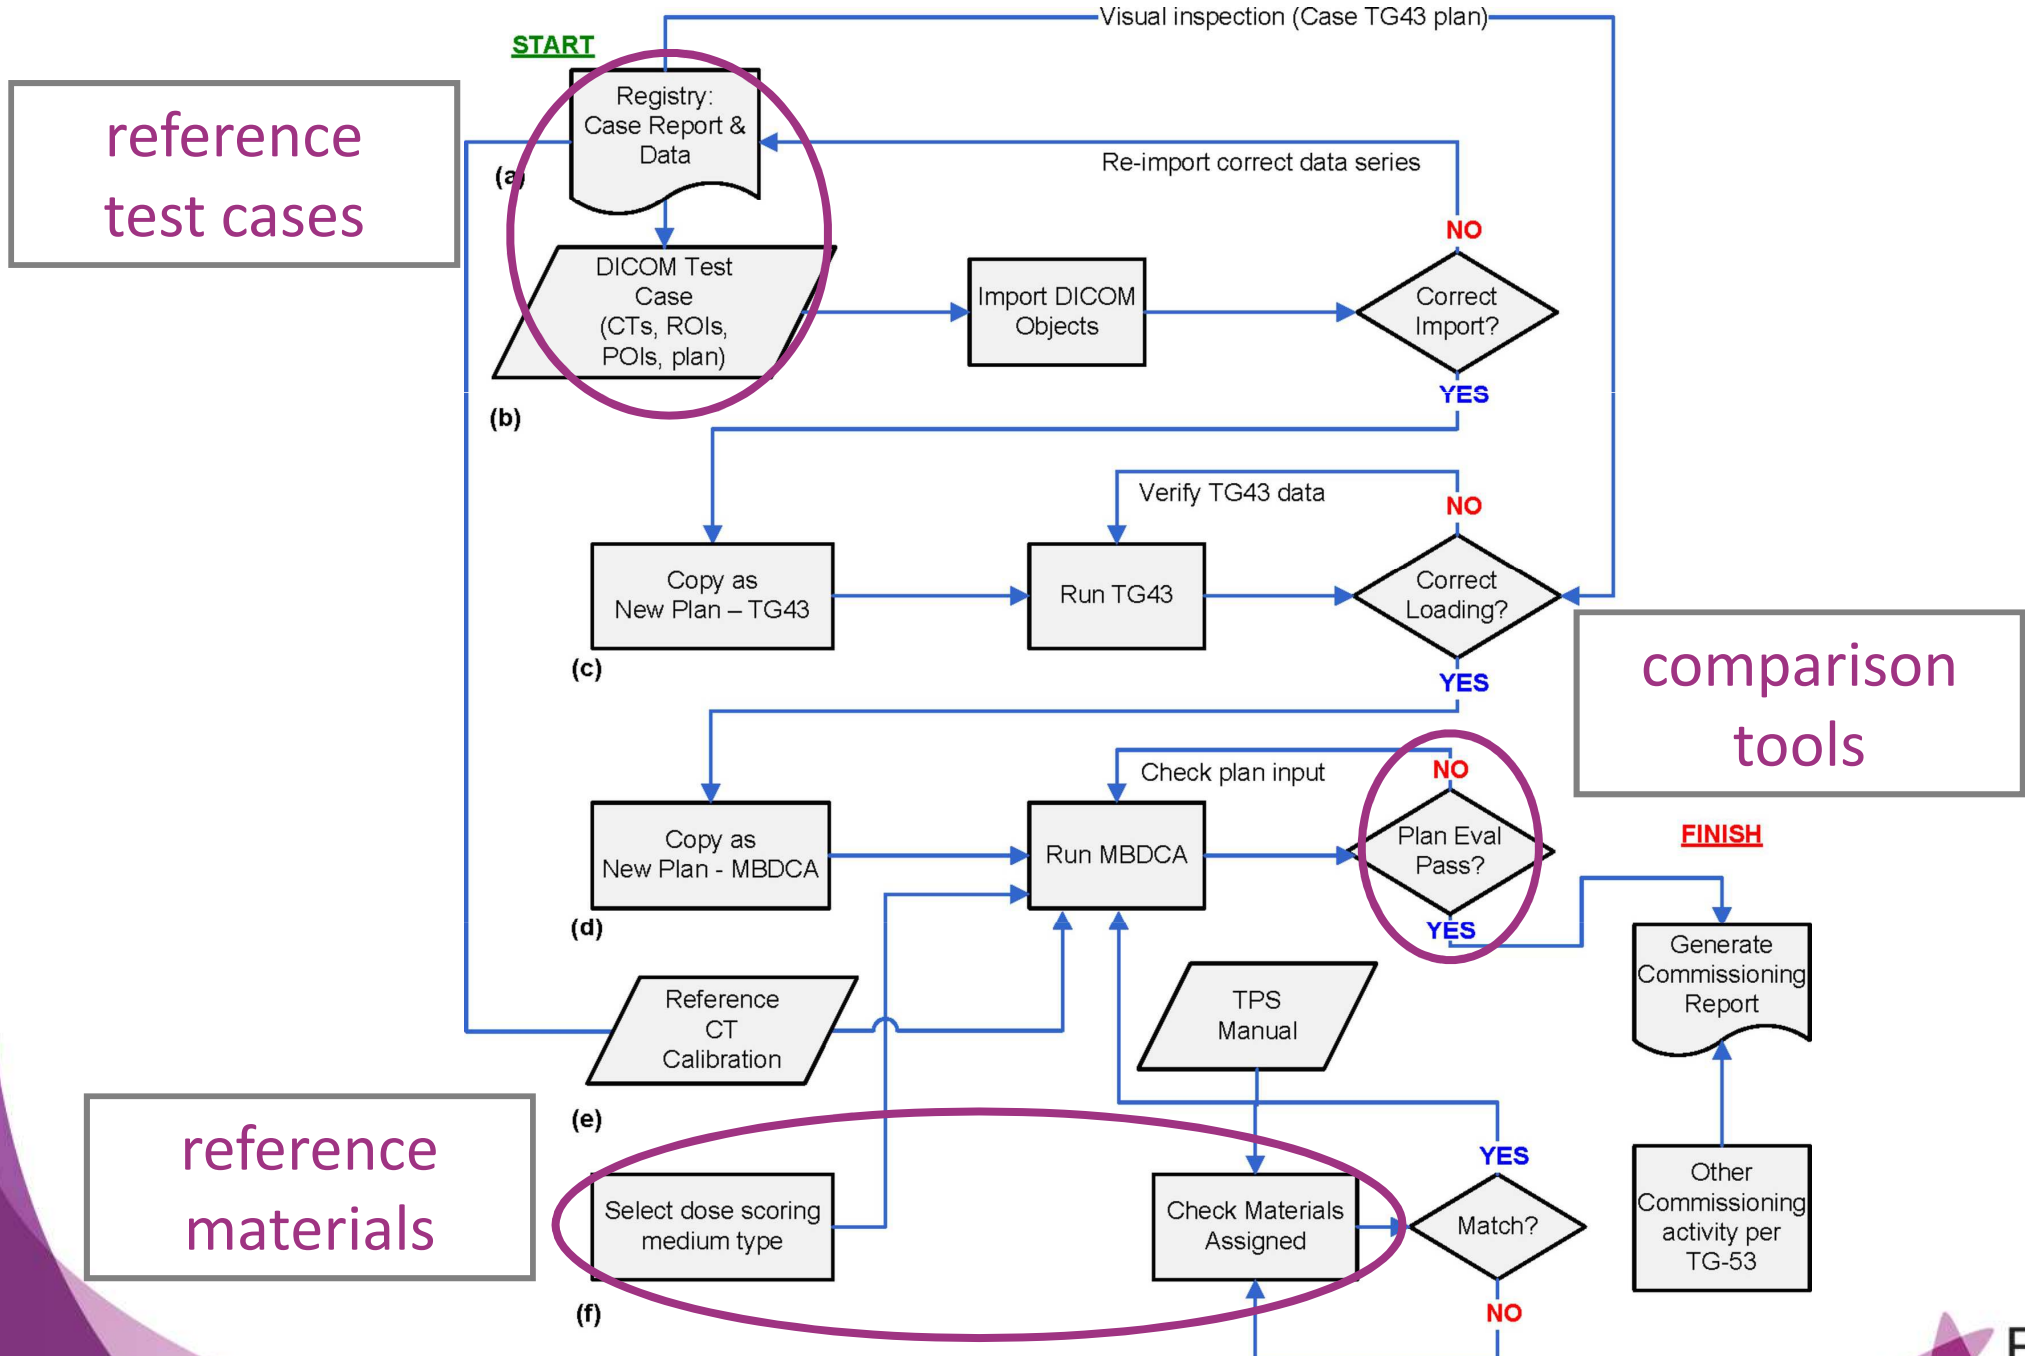 Visual inspection (Case TG43 plan)
START
reference
test cases
Registry:
Case Report &
Data
(a)
Re-import correct data series
NO
DICOM Test
Case
(CTs, ROIs,
POIs, plan)
Import DICOM
Objects
Correct
Import?
YES
(b)
Verify TG43 data
NO
Copy as
New Plan – TG43
Run TG43
Correct
Loading?
(c)
YES
comparison
tools
Check plan input
NO
Copy as
New Plan - MBDCA
Run MBDCA
Plan Eval
Pass?
FINISH
(d)
YES
Generate
Commissioning
Report
Reference
CT
Calibration
TPS
Manual
(e)
reference
materials
YES
Select dose scoring
medium type
Check Materials
Assigned
Match?
Other
Commissioning
activity per
TG-53
(f)
NO